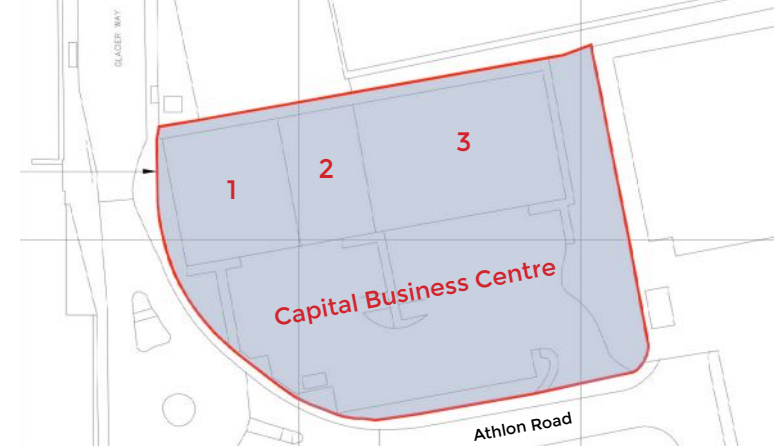 GLACIER WAY
1
2
3
Capital Business Centre
Athlon Road